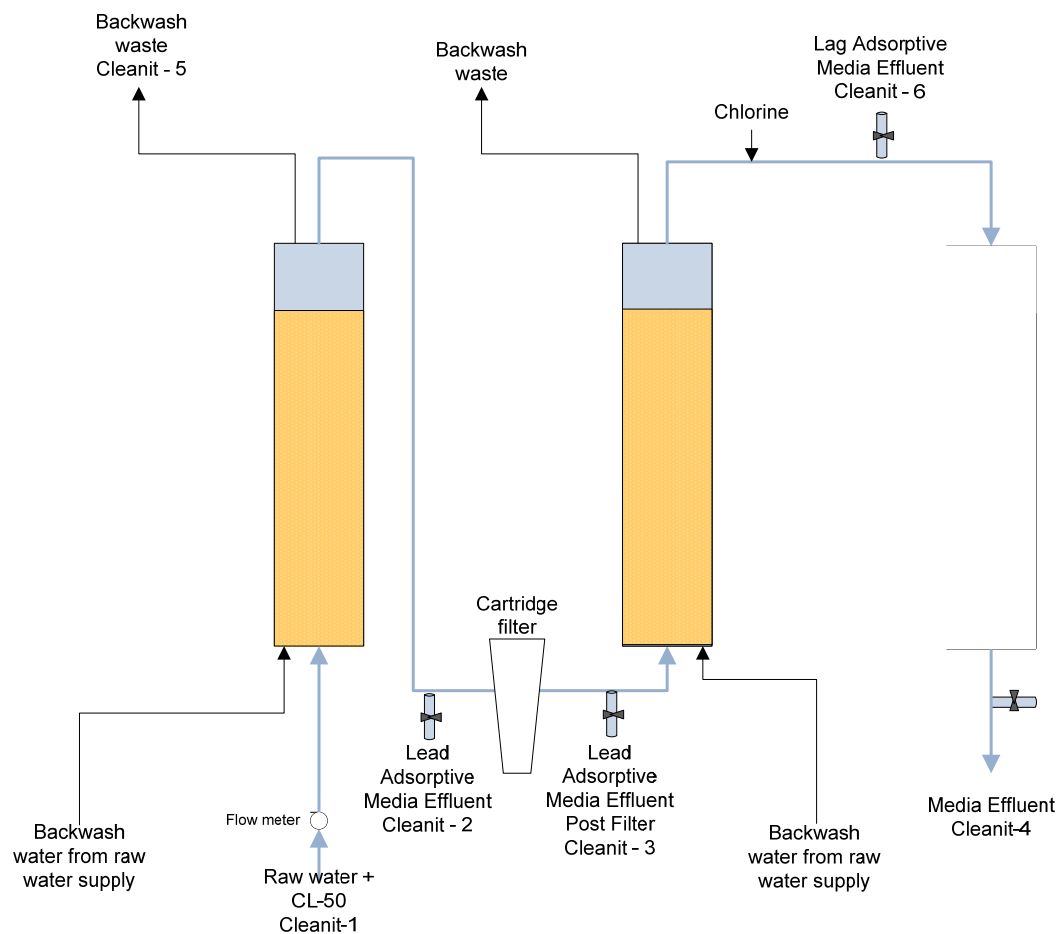 Backwash
waste
Cleanit - 5
Backwash
waste
Lag Adsorptive
Media Effluent
Cleanit - 6
Chlorine
Cartridge
filter
Lead
Adsorptive
Media Effluent
Cleanit - 2
Lead
Adsorptive
Media Effluent
Post Filter
Cleanit - 3
Media Effluent
Cleanit-4
Flow meter
Backwash
water from raw
water supply
Backwash
water from raw
water supply
Raw water +
CL-50
Cleanit-1